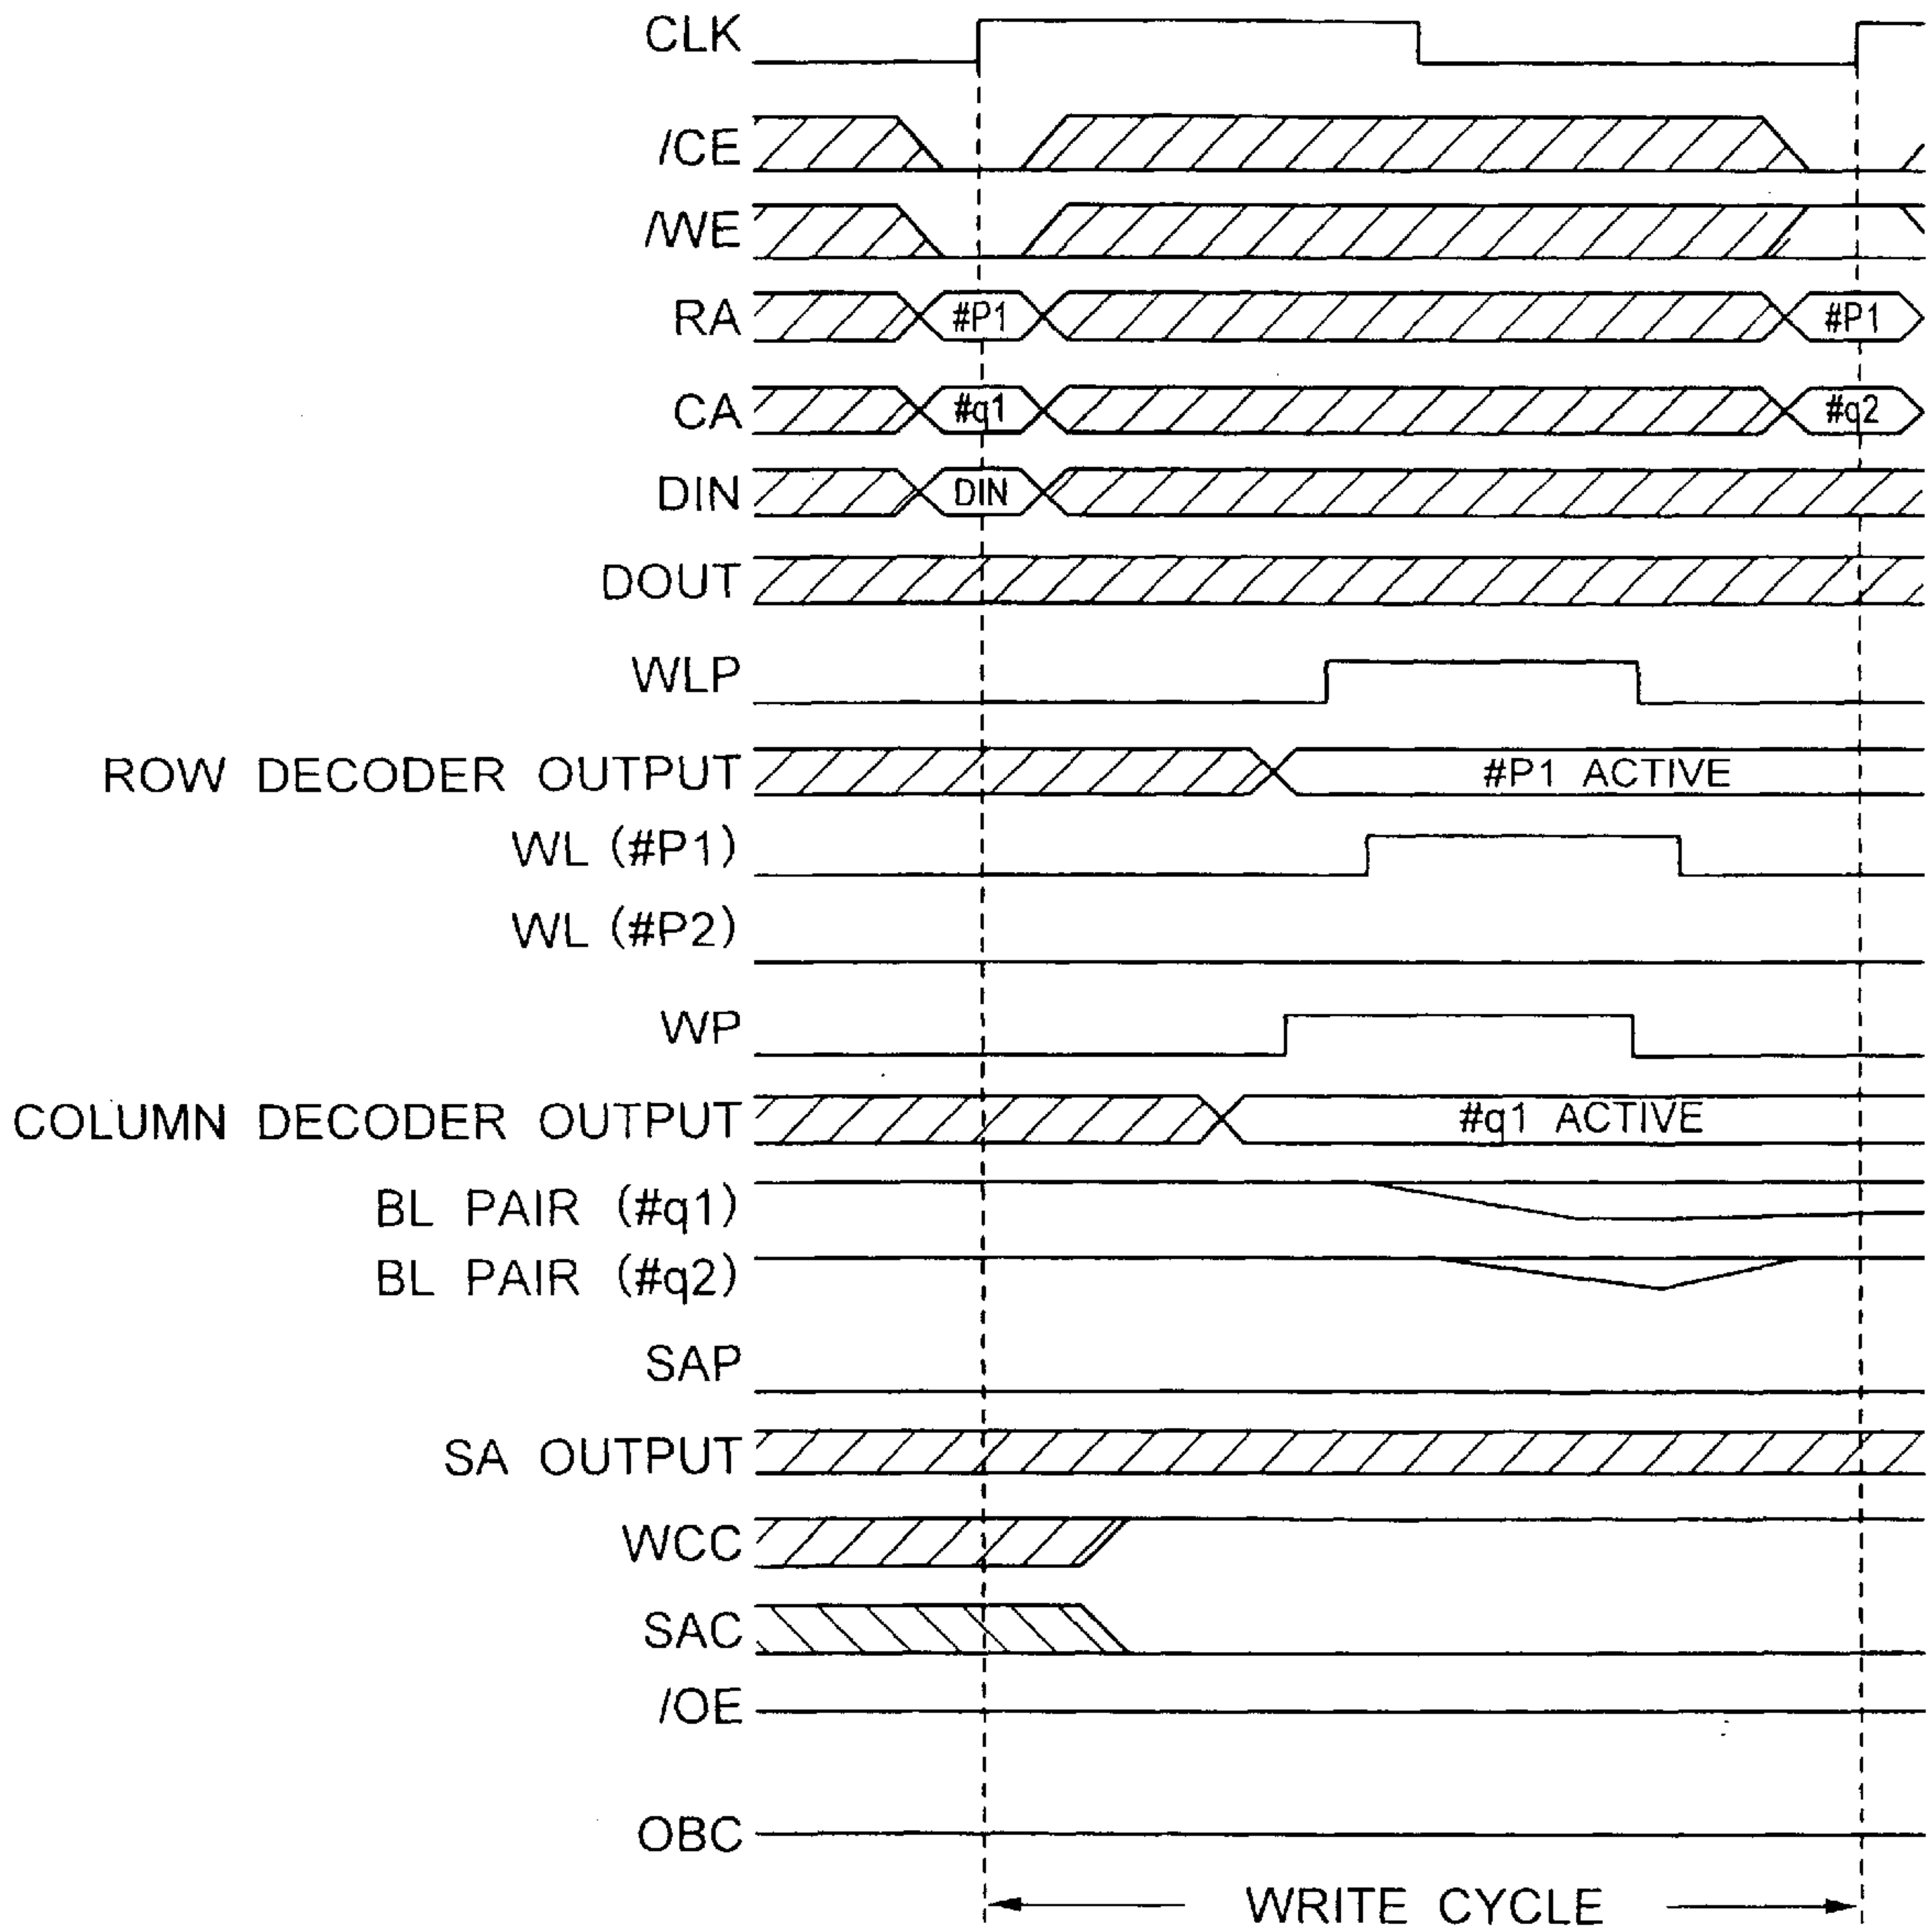 CLK
/CE
/WE
RA #P1 #P1
CA #q1 #q2
DIN DIN
DOUT
WLP
ROW DECODER OUTPUT #P1 ACTIVE
WL (#P1)
WL (#P2)
WP
COLUMN DECODER OUTPUT #q1 ACTIVE
BL PAIR (#q1)
BL PAIR (#q2)
SAP
SA OUTPUT
WCC
SAC
/OE
OBC
WRITE CYCLE